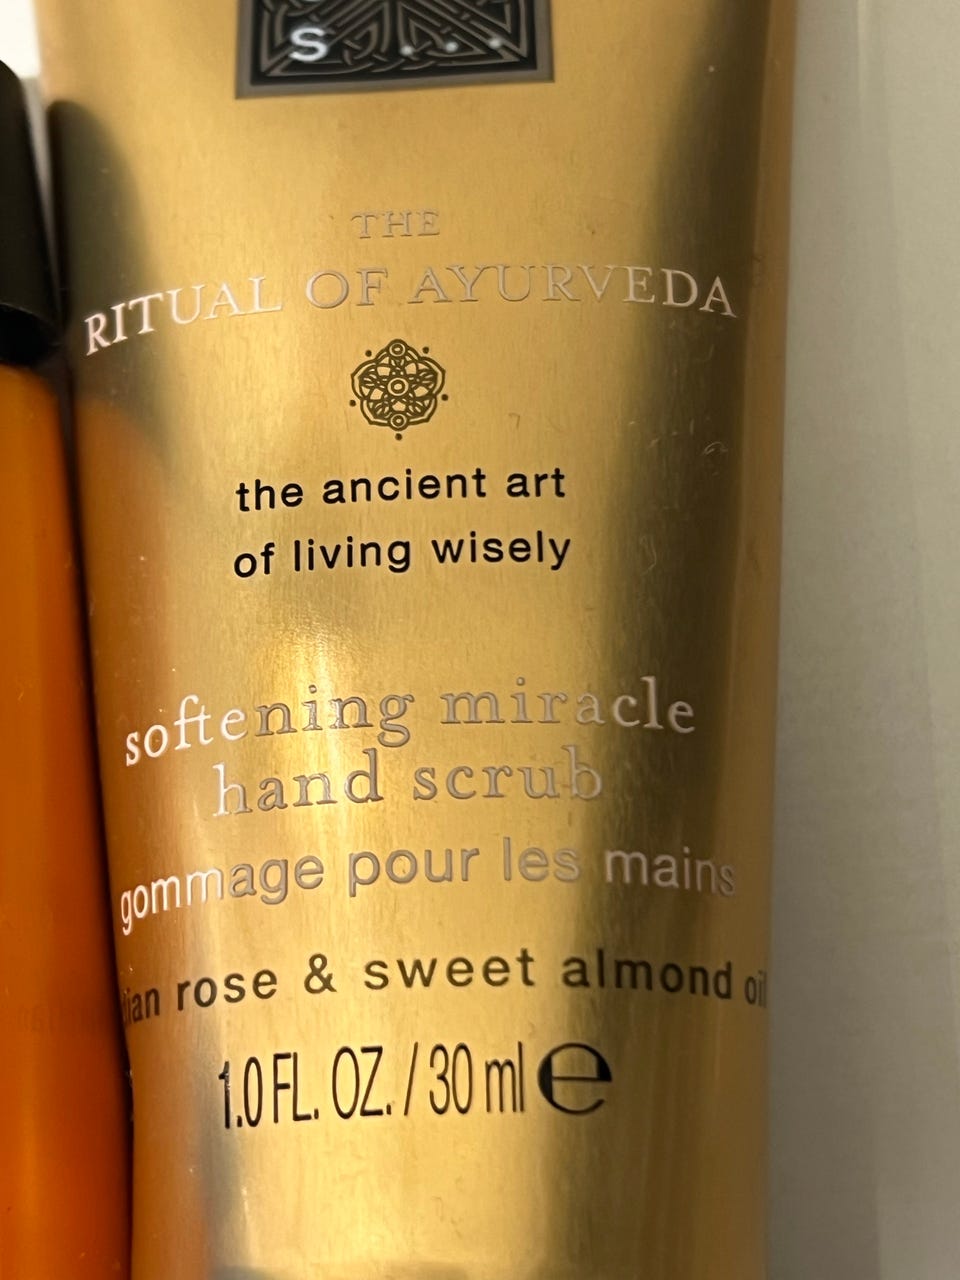 S ...
THE
RITUAL OF AYURVEDA
the ancient art
of living wisely
softening miracle
hand scrub
gommage pour les mains
rose & sweet almond oil
1.0 FL. OZ. / 30 ml e